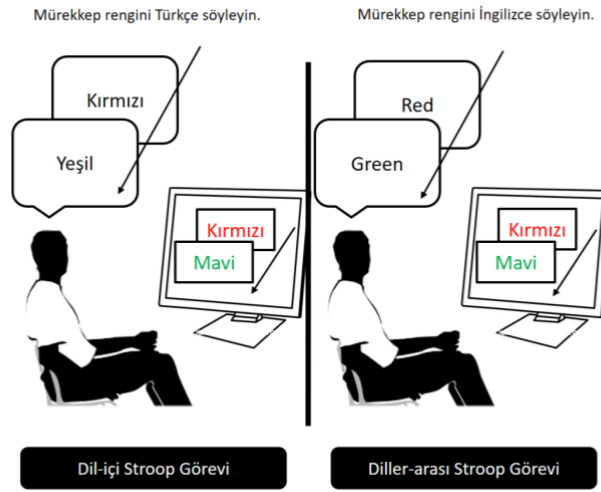 Mürekkep rengini Türkçe söyleyin.
Kırmızı
Yeşil
Kırmızı
Mavi
Dil-içi Stroop Görevi
Mürekkep rengini İngilizce söyleyin.
Red
Green
Kırmızı
Mavi
Diller-arası Stroop Görevi